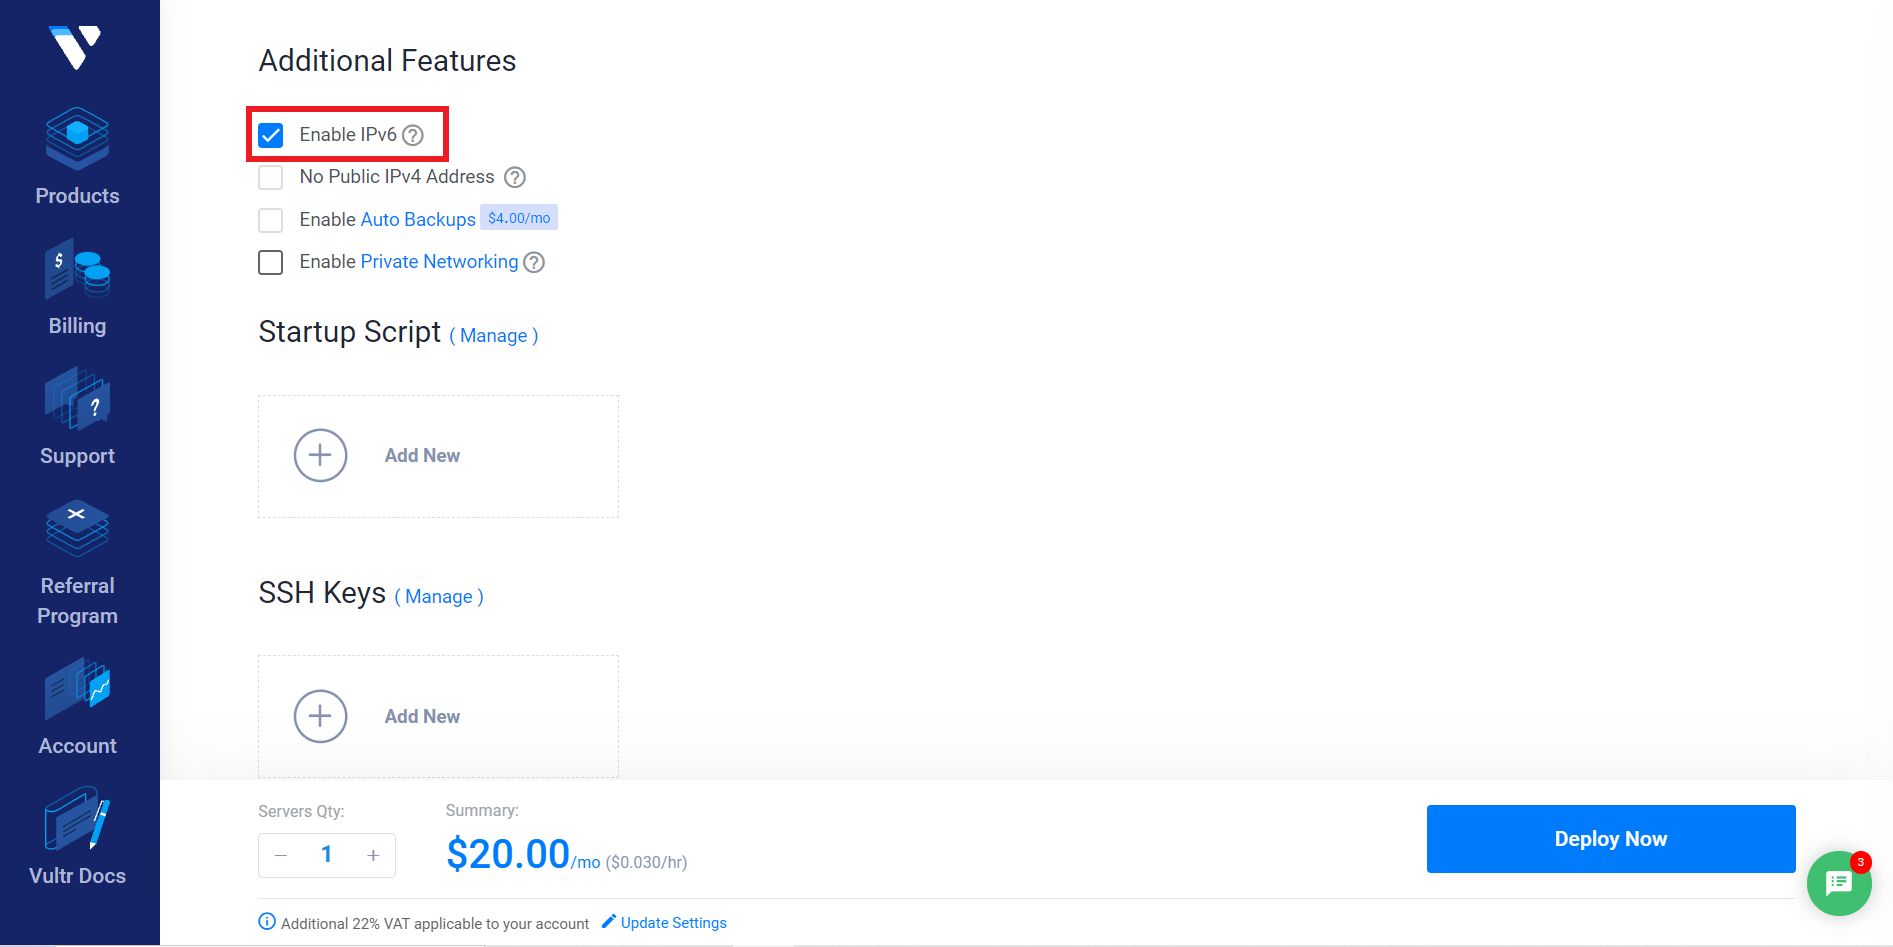 Products
Billing
Support
Referral
Program
Account
Vultr Docs
Additional Features
Enable IPv6 ?
No Public IPv4 Address ?
Enable Auto Backups $4.00/mo
Enable Private Networking ?
Startup Script ( Manage )
Add New
SSH Keys ( Manage )
Add New
Servers Qty:
− 1 +
Summary:
$20.00/mo ($0.030/hr)
Deploy Now
3
Additional 22% VAT applicable to your account Update Settings